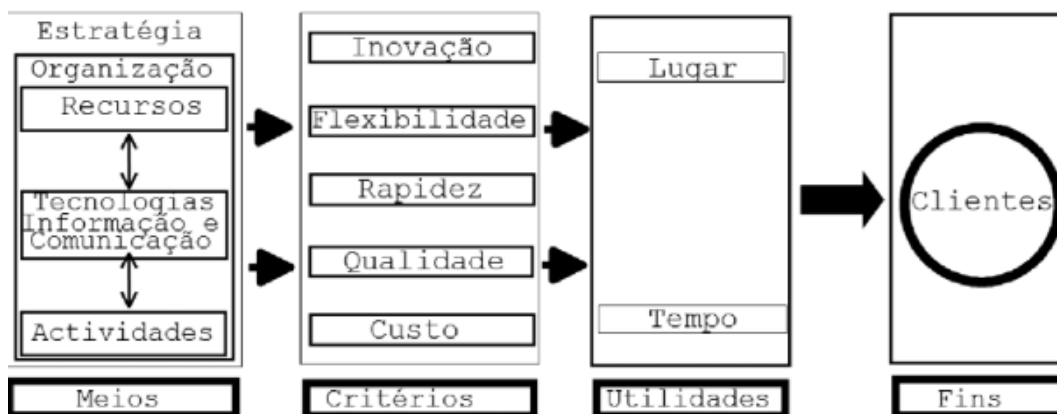 Estratégia
Organização
Recursos
Tecnologias
Informação e
Comunicação
Actividades
Meios
Inovação
Flexibilidade
Rapidez
Qualidade
Custo
Critérios
Lugar
Tempo
Utilidades
Clientes
Fins